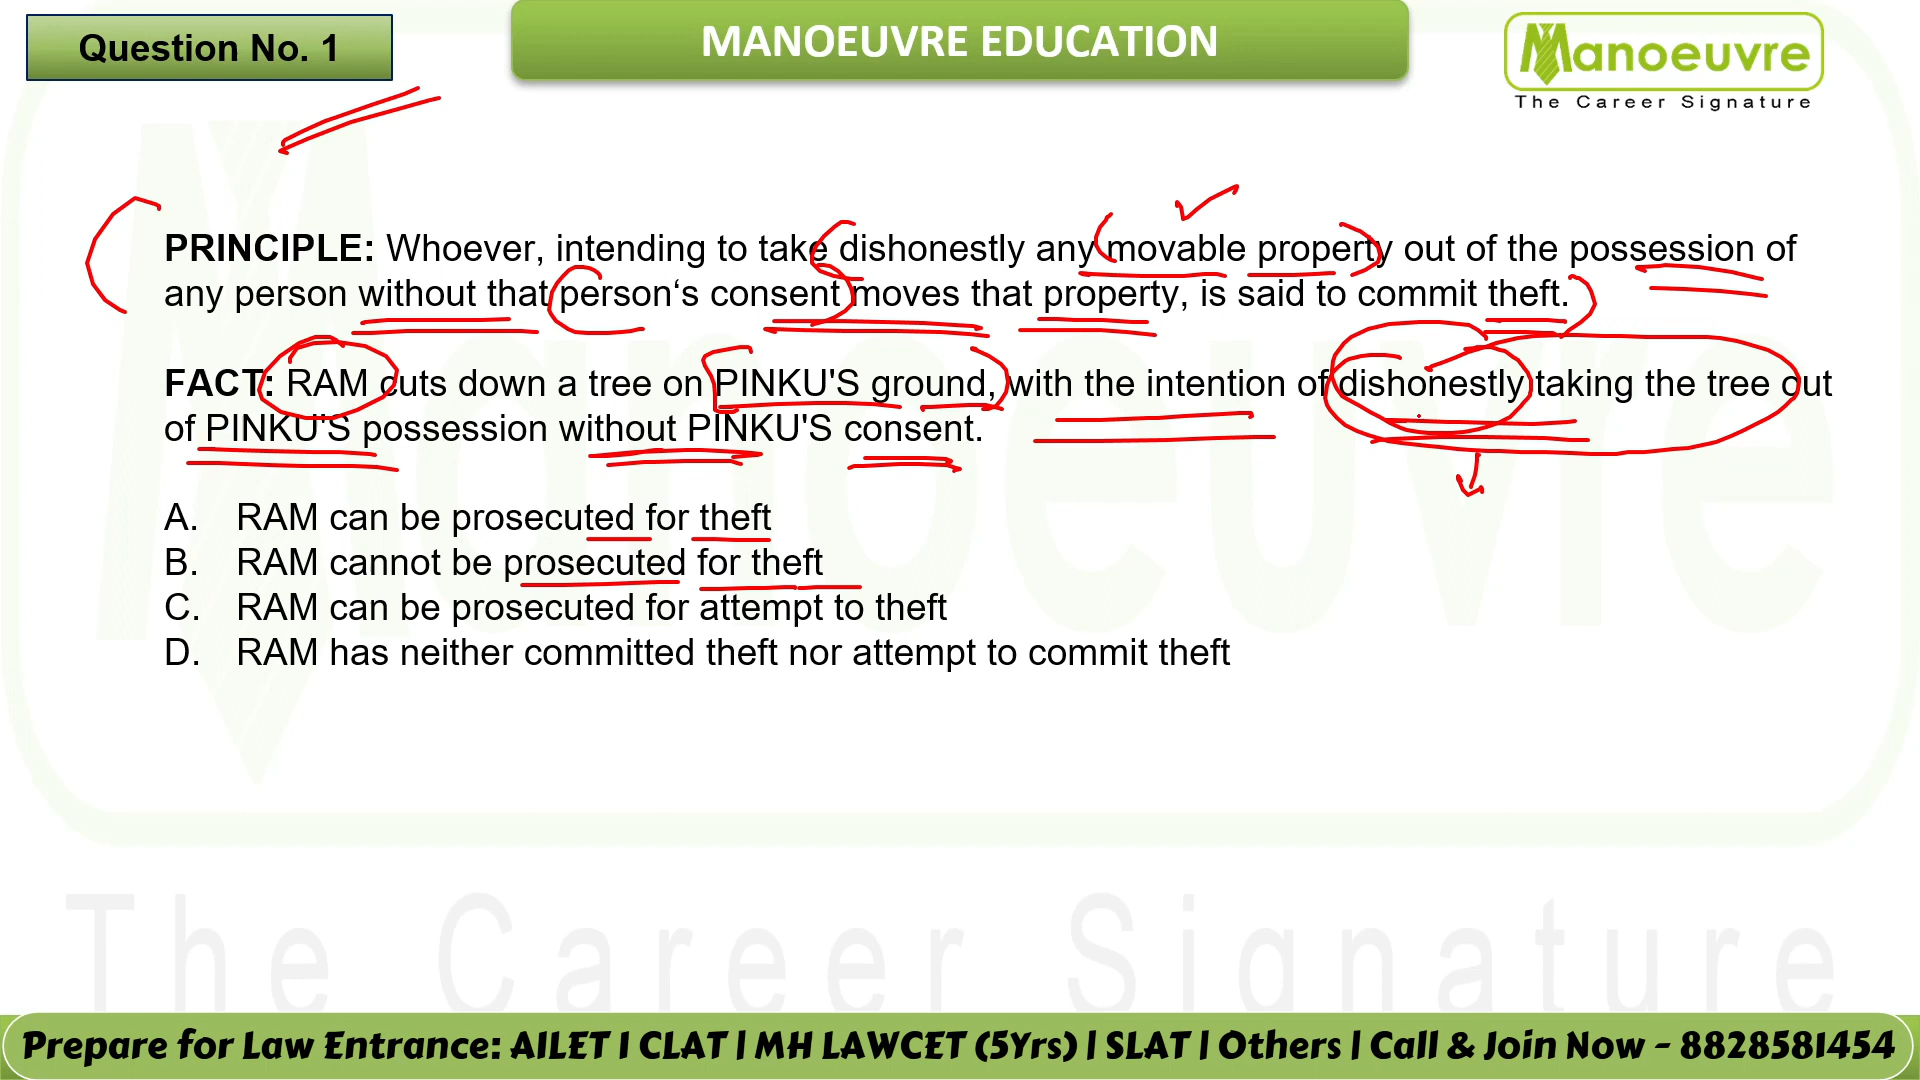 Question No. 1
MANOEUVRE EDUCATION
Manoeuvre
The Career Signature
PRINCIPLE: Whoever, intending to take dishonestly any movable property out of the possession of
any person without that person‘s consent moves that property, is said to commit theft.
FACT: RAM cuts down a tree on PINKU'S ground, with the intention of dishonestly taking the tree out
of PINKU'S possession without PINKU'S consent.
A. RAM can be prosecuted for theft
B. RAM cannot be prosecuted for theft
C. RAM can be prosecuted for attempt to theft
D. RAM has neither committed theft nor attempt to commit theft
Manoeuvre
The Career Signature
Prepare for Law Entrance: AILET I CLAT | MH LAWCET (5Yrs) | SLAT | Others | Call & Join Now - 8828581454